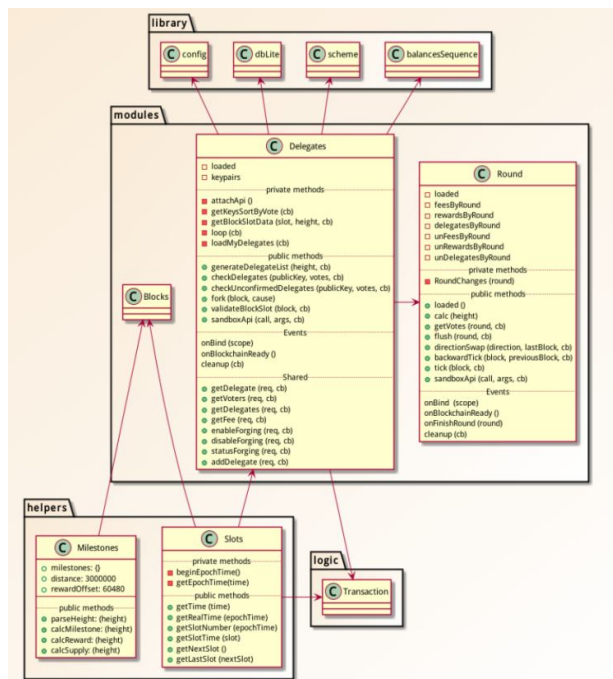 library
C config
C dbLite
C scheme
C balancesSequence
modules
C Delegates
loaded
keypairs
private methods
attachApi ()
getKeysSortByVote (cb)
getBlockSlotData (slot, height, cb)
loop (cb)
loadMyDelegates (cb)
public methods
generateDelegateList (height, cb)
checkDelegates (publicKey, votes, cb)
checkUnconfirmedDelegates (publicKey, votes, cb)
fork (block, cause)
validateBlockSlot (block, cb)
sandboxApi (call, args, cb)
Events
onBind (scope)
onBlockchainReady ()
cleanup (cb)
Shared
getDelegate (req, cb)
getVoters (req, cb)
getDelegates (req, cb)
getFee (req, cb)
enableForging (req, cb)
disableForging (req, cb)
statusForging (req, cb)
addDelegate (req, cb)
C Round
loaded
feesByRound
rewardsByRound
delegatesByRound
unFeesByRound
unRewardsByRound
unDelegatesByRound
private methods
RoundChanges (round)
public methods
loaded ()
calc (height)
getVotes (round, cb)
flush (round, cb)
directionSwap (direction, lastBlock, cb)
backwardTick (block, previousBlock, cb)
tick (block, cb)
sandboxApi (call, args, cb)
Events
onBind (scope)
onBlockchainReady ()
onFinishRound (round)
cleanup (cb)
C Blocks
helpers
C Milestones
milestones: {}
distance: 3000000
rewardOffset: 60480
public methods
parseHeight: (height)
calcMilestone: (height)
calcReward: (height)
calcSupply: (height)
C Slots
private methods
beginEpochTime()
getEpochTime(time)
public methods
getTime (time)
getRealTime (epochTime)
getSlotNumber (epochTime)
getSlotTime (slot)
getNextSlot ()
getLastSlot (nextSlot)
logic
C Transaction